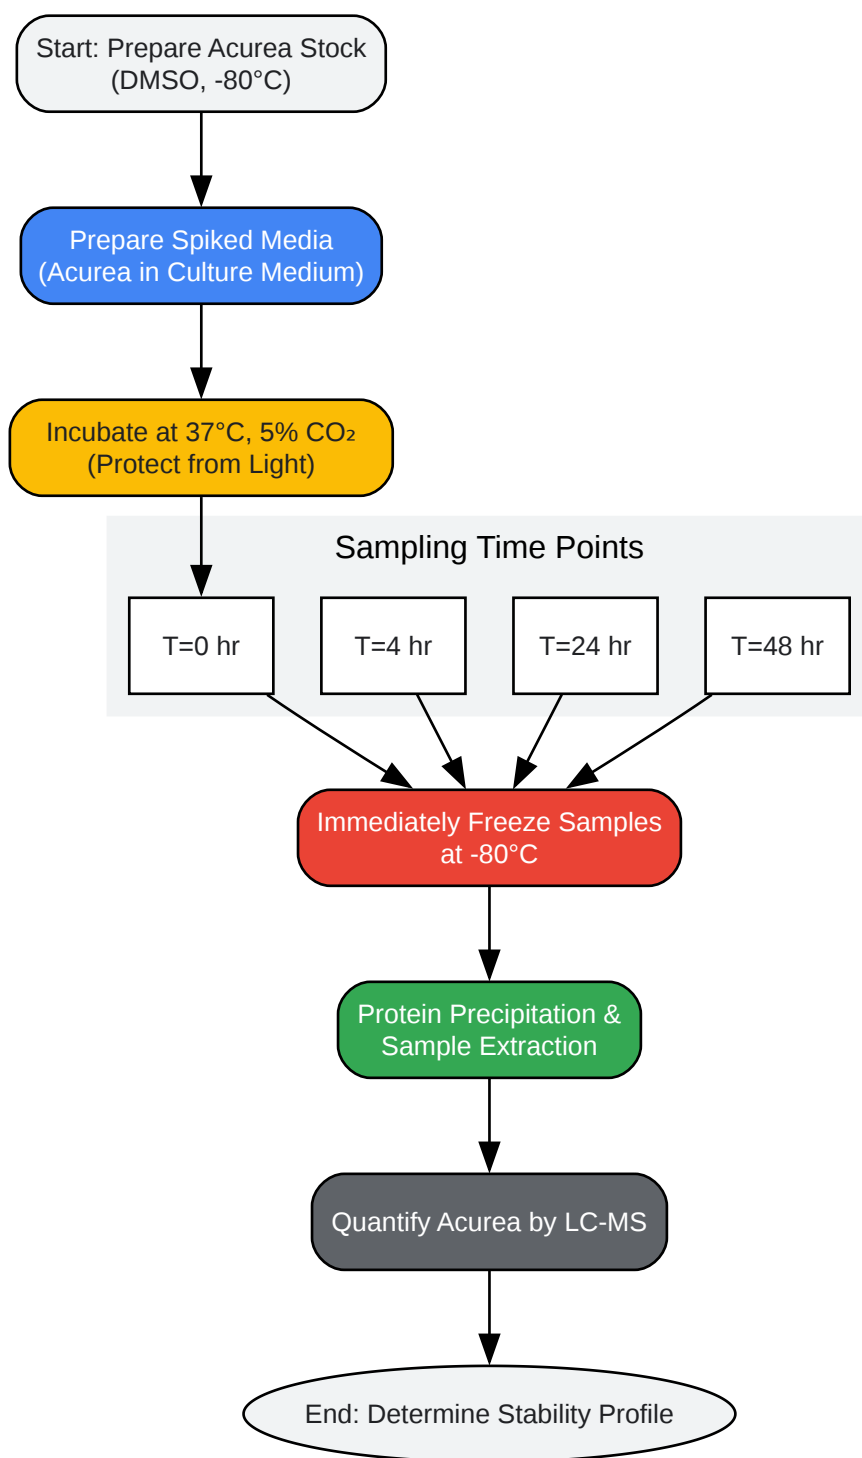 Start: Prepare Acurea Stock
(DMSO, -80°C)
Prepare Spiked Media
(Acurea in Culture Medium)
Incubate at 37°C, 5% CO₂
(Protect from Light)
Sampling Time Points
T=0 hr
T=4 hr
T=24 hr
T=48 hr
Immediately Freeze Samples
at -80°C
Protein Precipitation &
Sample Extraction
Quantify Acurea by LC-MS
End: Determine Stability Profile